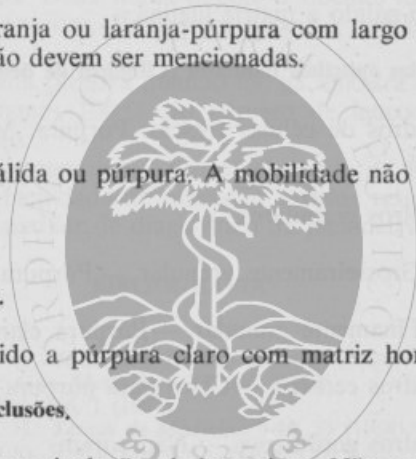 ranja ou laranja-púrpura com largo
ão devem ser mencionadas.
álida ou púrpura. A mobilidade não
ido a púrpura claro com matriz hor
clusões.